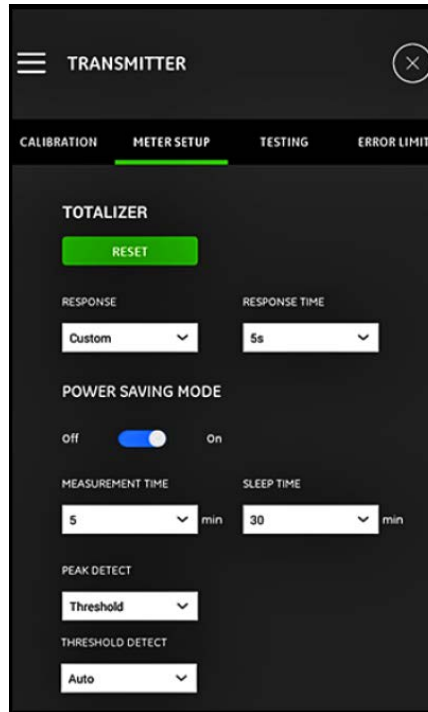 TRANSMITTER
CALIBRATION METER SETUP TESTING ERROR LIMIT
TOTALIZER
RESET
RESPONSE RESPONSE TIME
Custom 5s
POWER SAVING MODE
Off On
MEASUREMENT TIME SLEEP TIME
5 min 30 min
PEAK DETECT
Threshold
THRESHOLD DETECT
Auto